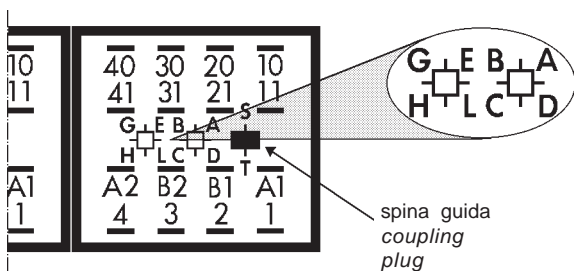 10 40 30 20 10
11 41 31 21 11
S
G E B A
H L C D
T
A1 A2 B2 B1 A1
1 4 3 2 1
G E B A
H L C D
spina guida
coupling
plug